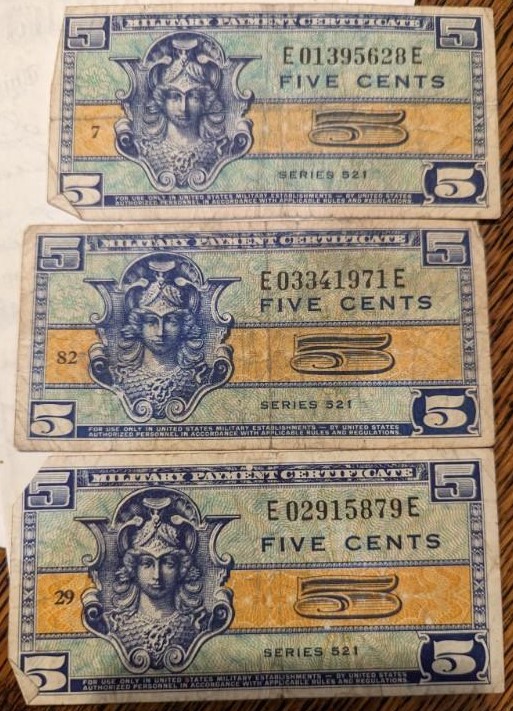 5 MILITARY PAYMENT CERTIFICATE 5
E01395628E
FIVE CENTS
7 5
SERIES 521
5 5
FOR USE ONLY IN UNITED STATES MILITARY ESTABLISHMENTS — BY UNITED STATES
AUTHORIZED PERSONNEL IN ACCORDANCE WITH APPLICABLE RULES AND REGULATIONS.
5 MILITARY PAYMENT CERTIFICATE 5
E03341971E
FIVE CENTS
82 5
SERIES 521
5 5
FOR USE ONLY IN UNITED STATES MILITARY ESTABLISHMENTS — BY UNITED STATES
AUTHORIZED PERSONNEL IN ACCORDANCE WITH APPLICABLE RULES AND REGULATIONS.
5 MILITARY PAYMENT CERTIFICATE 5
E02915879E
FIVE CENTS
29 5
SERIES 521
5 5
FOR USE ONLY IN UNITED STATES MILITARY ESTABLISHMENTS — BY UNITED STATES
AUTHORIZED PERSONNEL IN ACCORDANCE WITH APPLICABLE RULES AND REGULATIONS.